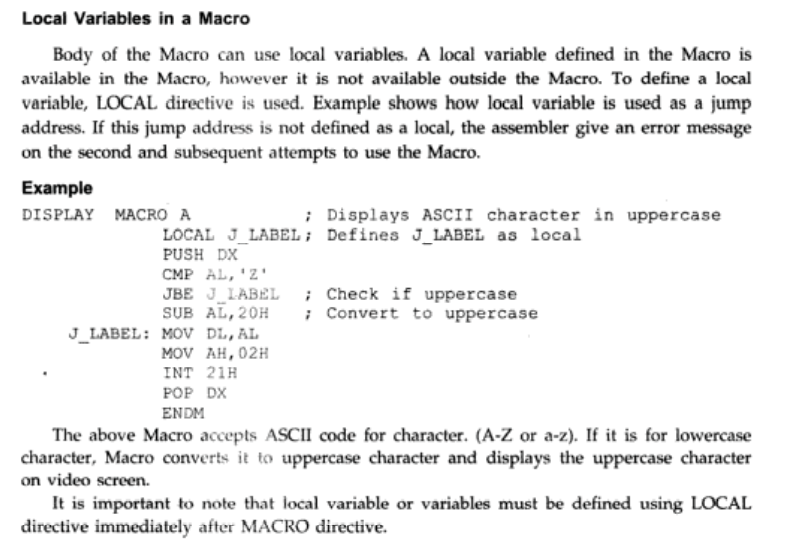 Local Variables in a Macro
Body of the Macro can use local variables. A local variable defined in the Macro is
available in the Macro, however it is not available outside the Macro. To define a local
variable, LOCAL directive is used. Example shows how local variable is used as a jump
address. If this jump address is not defined as a local, the assembler give an error message
on the second and subsequent attempts to use the Macro.
Example
DISPLAY MACRO A ; Displays ASCII character in uppercase
LOCAL J_LABEL; Defines J_LABEL as local
PUSH DX
CMP AL,'Z'
JBE J_LABEL ; Check if uppercase
SUB AL,20H ; Convert to uppercase
J_LABEL: MOV DL,AL
MOV AH,02H
INT 21H
POP DX
ENDM
The above Macro accepts ASCII code for character. (A-Z or a-z). If it is for lowercase
character, Macro converts it to uppercase character and displays the uppercase character
on video screen.
It is important to note that local variable or variables must be defined using LOCAL
directive immediately after MACRO directive.